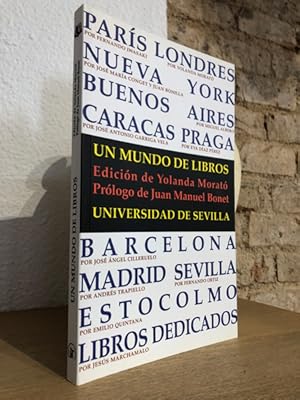 PARÍS LONDRES
POR FERNANDO IWASAKI POR YOLANDA MORATÓ
NUEVA YORK
POR JOSÉ MARÍA CONGET Y JUAN BONILLA
BUENOS AIRES
POR MIGUEL ALBERO
CARACAS PRAGA
POR JOSÉ ANTONIO GARRIGA VELA POR EVA DÍAZ PÉREZ
UN MUNDO DE LIBROS
Edición de Yolanda Morató
Prólogo de Juan Manuel Bonet
UNIVERSIDAD DE SEVILLA
BARCELONA
POR JOSÉ ÁNGEL CILLERUELO
MADRID SEVILLA
POR ANDRÉS TRAPIELLO POR FERNANDO ORTIZ
ESTOCOLMO
POR EMILIO QUINTANA
LIBROS DEDICADOS
POR JESÚS MARCHAMALO
UN MUNDO DE LIBROS